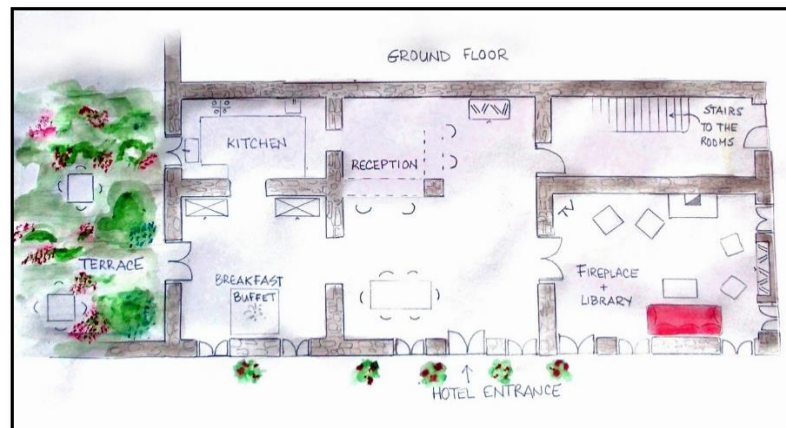 GROUND FLOOR
KITCHEN
RECEPTION
STAIRS
TO THE
ROOMS
TERRACE
BREAKFAST
BUFFET
FIREPLACE
+
LIBRARY
HOTEL ENTRANCE